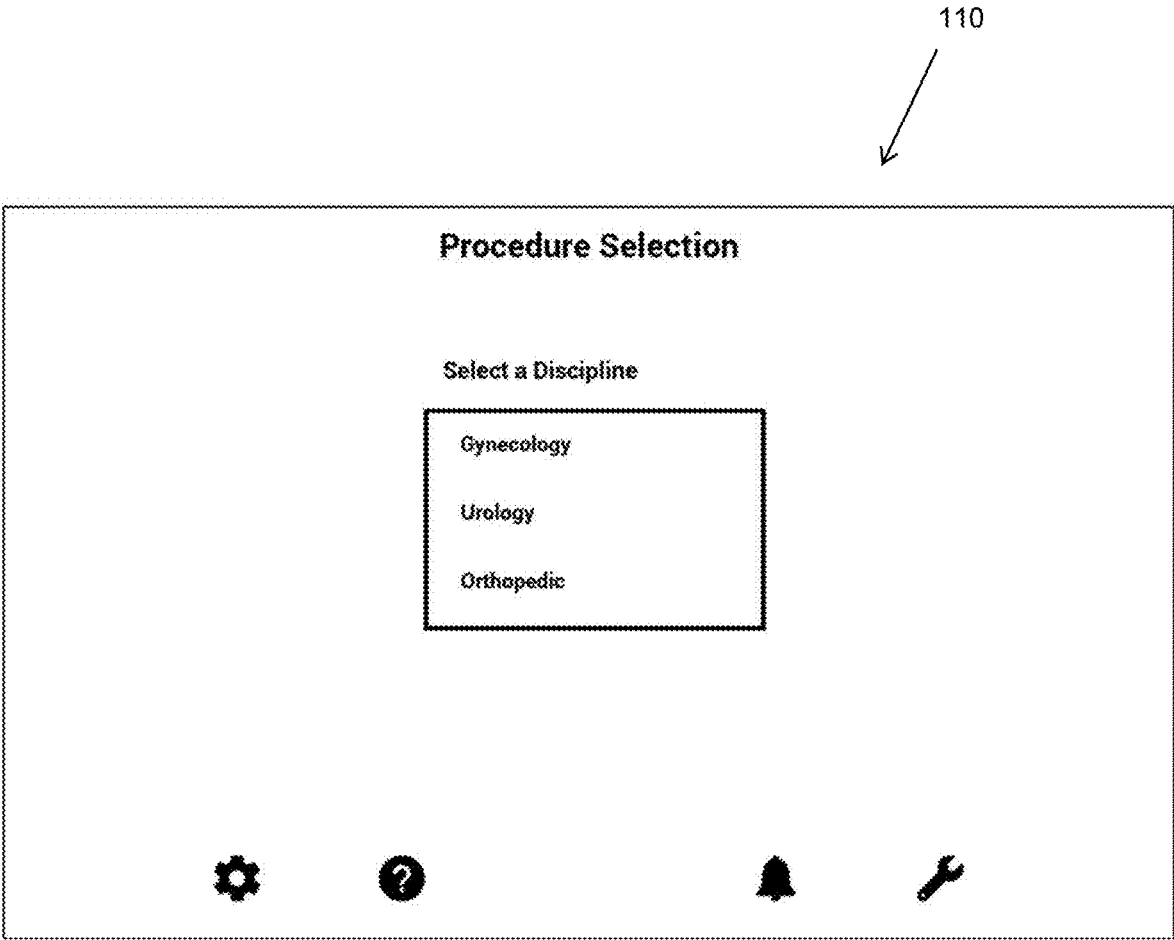 110
Procedure Selection
Select a Discipline
Gynecology
Urology
Orthopedic
?